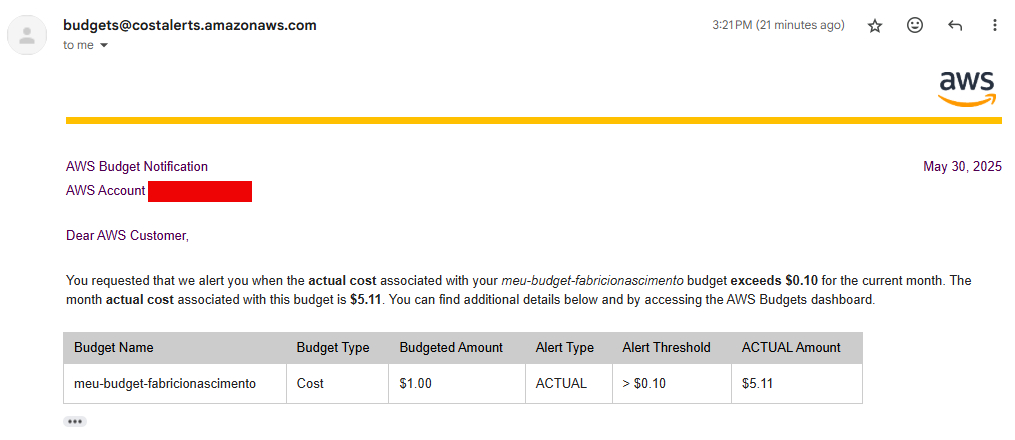 budgets@costalerts.amazonaws.com
3:21 PM (21 minutes ago)
to me
aws
AWS Budget Notification
May 30, 2025
AWS Account
Dear AWS Customer,
You requested that we alert you when the actual cost associated with your meu-budget-fabricionascimento budget exceeds $0.10 for the current month. The
month actual cost associated with this budget is $5.11. You can find additional details below and by accessing the AWS Budgets dashboard.
Budget Name Budget Type Budgeted Amount Alert Type Alert Threshold ACTUAL Amount
meu-budget-fabricionascimento Cost $1.00 ACTUAL > $0.10 $5.11